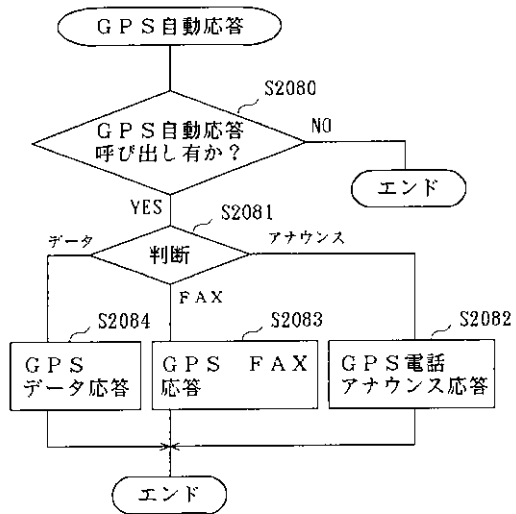 ＧＰＳ自動応答
S2080
ＧＰＳ自動応答
呼び出し有か？
NO
エンド
YES
S2081
データ
判断
アナウンス
ＦＡＸ
S2084
S2083
S2082
ＧＰＳ
データ応答
ＧＰＳ　ＦＡＸ
応答
ＧＰＳ電話
アナウンス応答
エンド